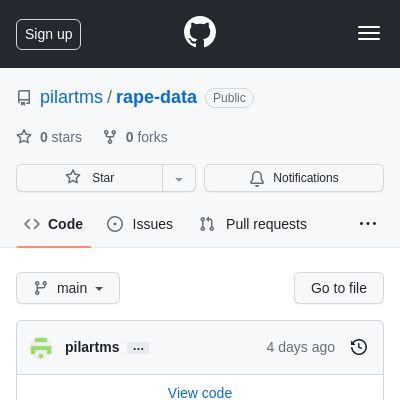 Sign up
pilartms / rape-data Public
0 stars 0 forks
Star Notifications
Code Issues Pull requests
main Go to file
pilartms ... 4 days ago
View code